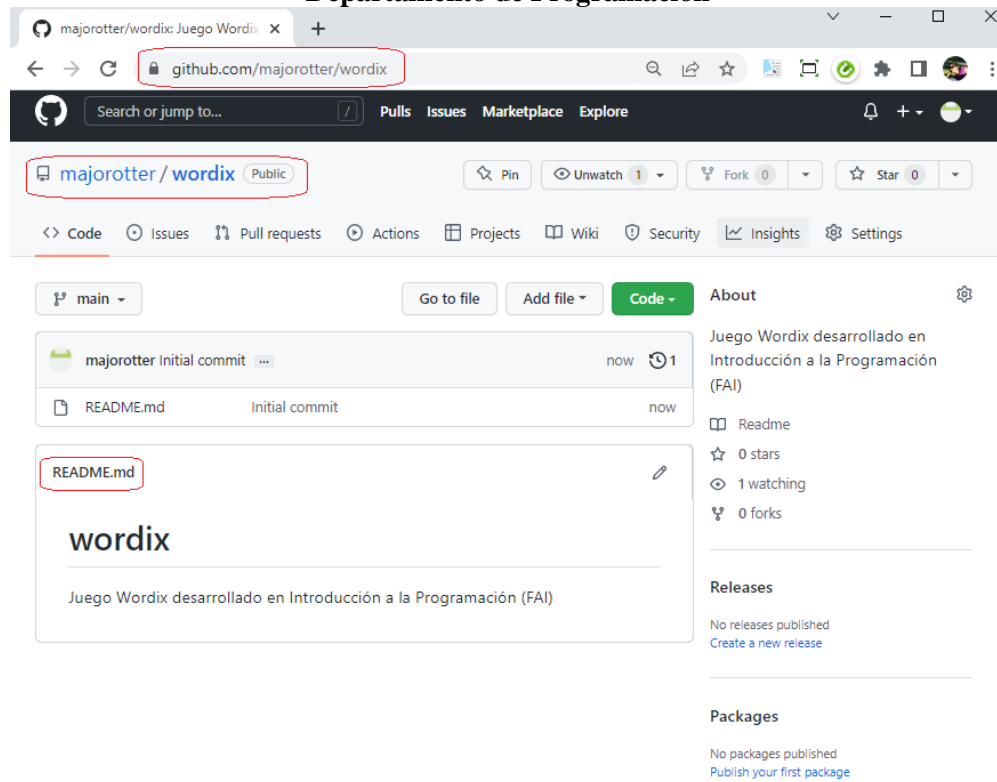 Departamento de Programación
majorotter/wordix: Juego Wordix
github.com/majorotter/wordix
Search or jump to... / Pulls Issues Marketplace Explore
majorotter / wordix Public Pin Unwatch 1 Fork 0 Star 0
<> Code Issues Pull requests Actions Projects Wiki Security Insights Settings
main Go to file Add file Code
majorotter Initial commit ... now 1
README.md Initial commit now
README.md
wordix
Juego Wordix desarrollado en Introducción a la Programación (FAI)
About
Juego Wordix desarrollado en
Introducción a la Programación
(FAI)
Readme
0 stars
1 watching
0 forks
Releases
No releases published
Create a new release
Packages
No packages published
Publish your first package